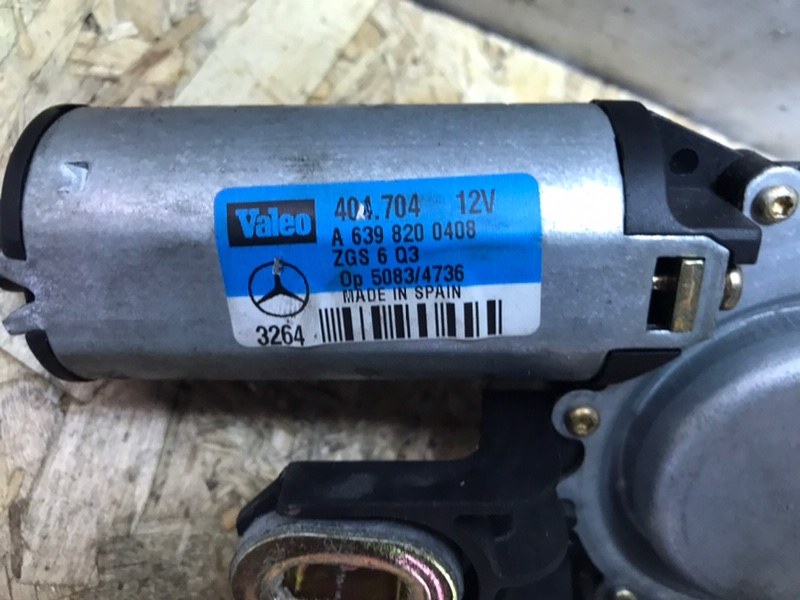 Valeo 404.704 12V
A 639 820 0408
ZGS 6 Q3
Op 5083/4736
MADE IN SPAIN
3264